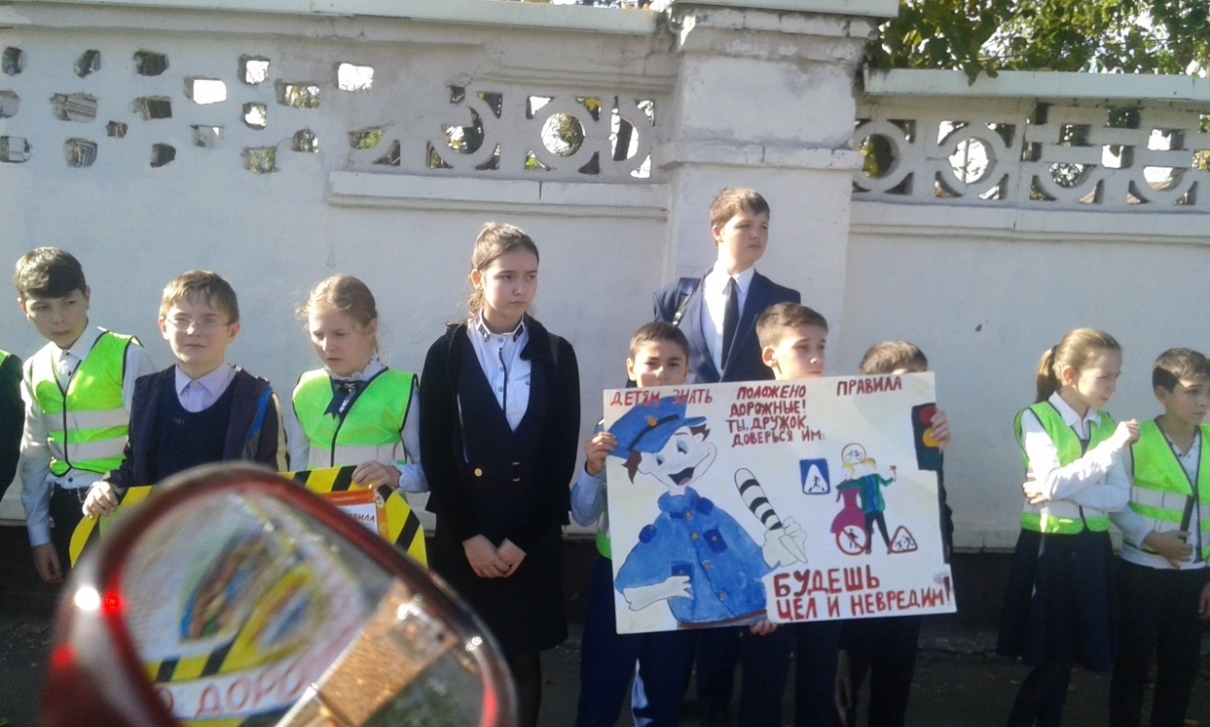 ДЕТЯМ ЗНАТЬ ПОЛОЖЕНО ПРАВИЛА
ДОРОЖНЫЕ!
ТЫ, ДРУЖОК,
ДОВЕРЬСЯ ИМ:
БУДЕШЬ
ЦЕЛ И НЕВРЕДИМ!